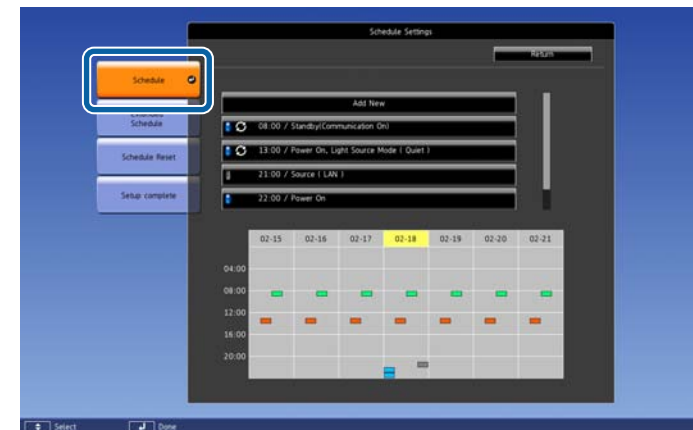 Schedule Settings
Return
Schedule
Add New
Schedule
08:00 / Standby(Communication On)
13:00 / Power On, Light Source Mode ( Quiet )
Schedule Reset
21:00 / Source ( LAN )
Setup complete
22:00 / Power On
02-15 02-16 02-17 02-18 02-19 02-20 02-21
04:00
08:00
12:00
16:00
20:00
Select Done